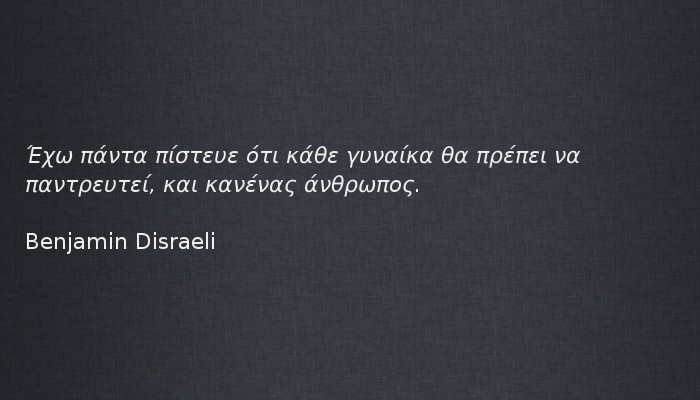 Έχω πάντα πίστευε ότι κάθε γυναίκα θα πρέπει να
παντρευτεί, και κανένας άνθρωπος.
Benjamin Disraeli